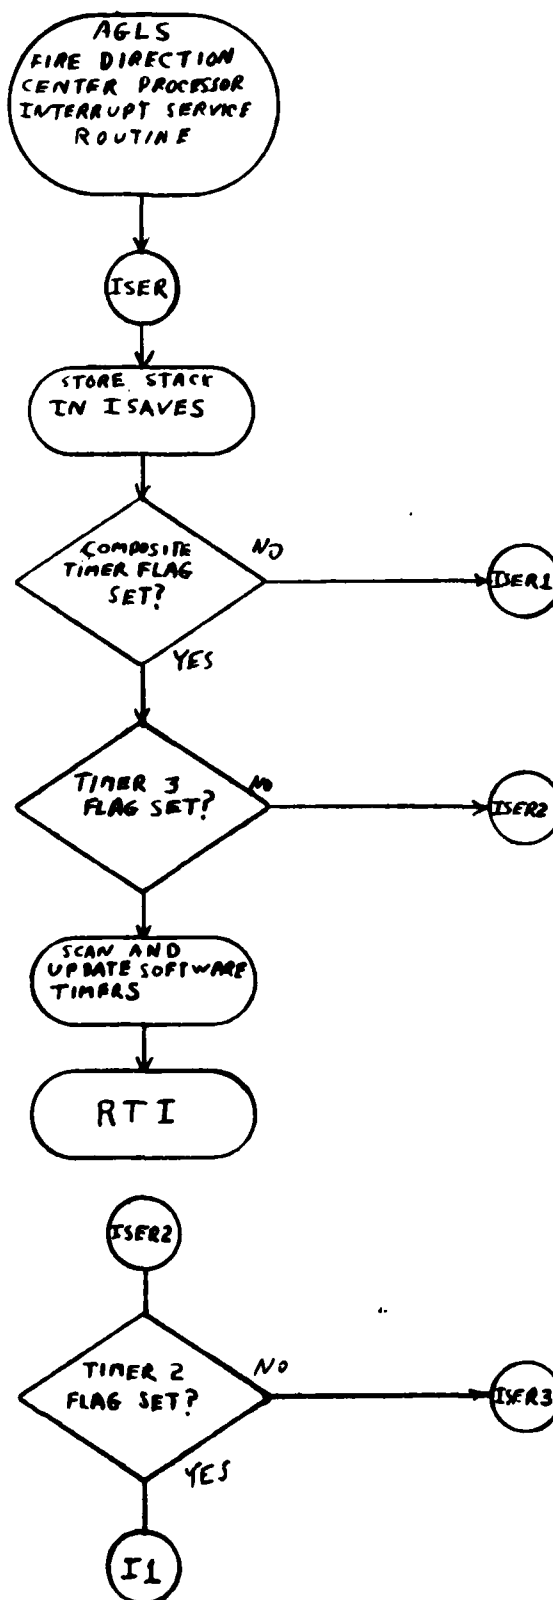 AGLS
FIRE DIRECTION
CENTER PROCESSOR
INTERRUPT SERVICE
ROUTINE
ISER
STORE STACK
IN ISAVES
COMPOSITE
TIMER FLAG
SET?
NO
ISER1
YES
TIMER 3
FLAG SET?
NO
ISER2
SCAN AND
UPDATE SOFTWARE
TIMERS
RTI
ISER2
TIMER 2
FLAG SET?
NO
ISER3
YES
I1